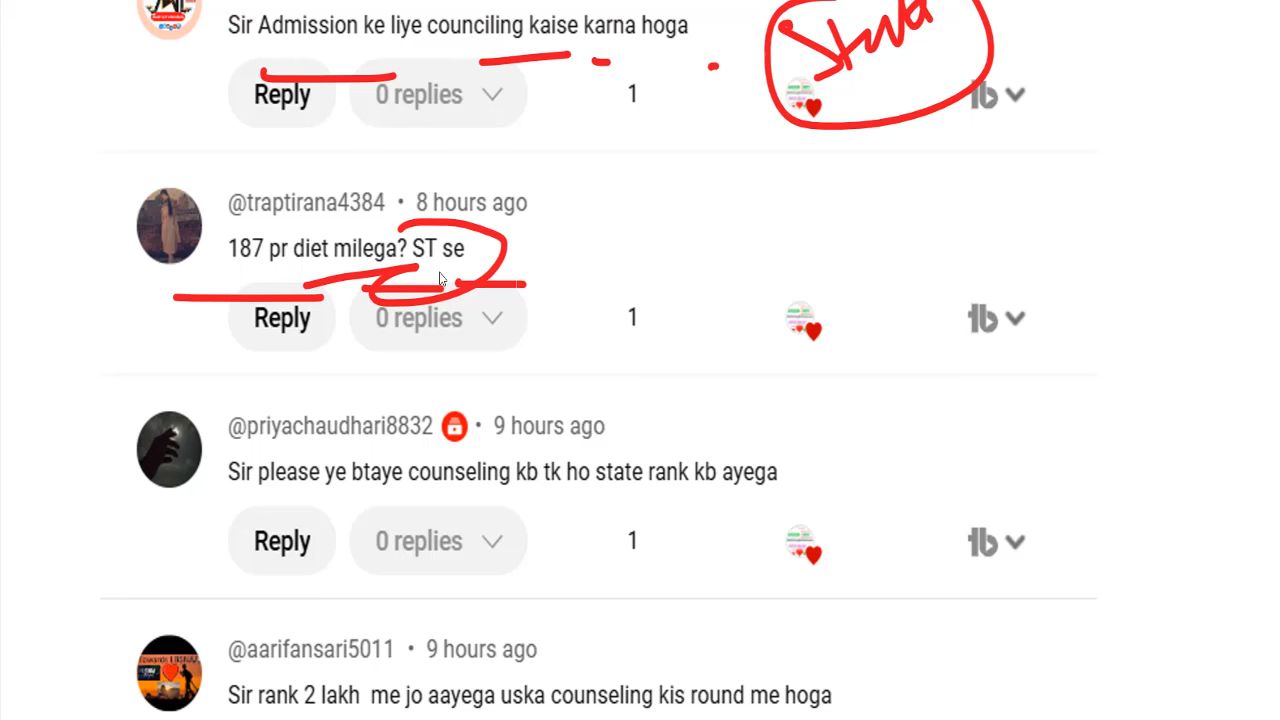 Sir Admission ke liye counciling kaise karna hoga
Reply 0 replies 1
@traptirana4384 • 8 hours ago
187 pr diet milega? ST se
Reply 0 replies 1
@priyachaudhari8832 • 9 hours ago
Sir please ye btaye counseling kb tk ho state rank kb ayega
Reply 0 replies 1
@aarifansari5011 • 9 hours ago
Sir rank 2 lakh me jo aayega uska counseling kis round me hoga